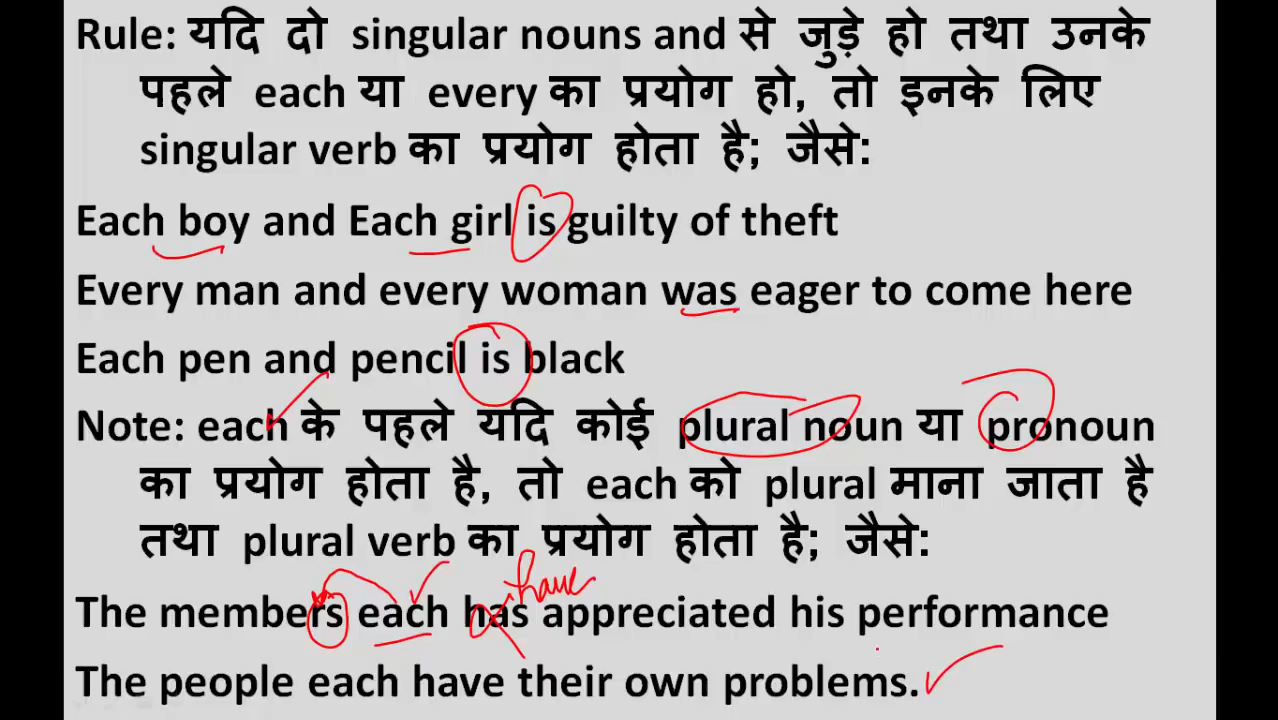 Rule: यदि दो singular nouns and से जुड़े हो तथा उनके
पहले each या every का प्रयोग हो, तो इनके लिए
singular verb का प्रयोग होता है; जैसे:
Each boy and Each girl is guilty of theft
Every man and every woman was eager to come here
Each pen and pencil is black
Note: each के पहले यदि कोई plural noun या pronoun
का प्रयोग होता है, तो each को plural माना जाता है
तथा plural verb का प्रयोग होता है; जैसे:
have
The members each has appreciated his performance
The people each have their own problems.